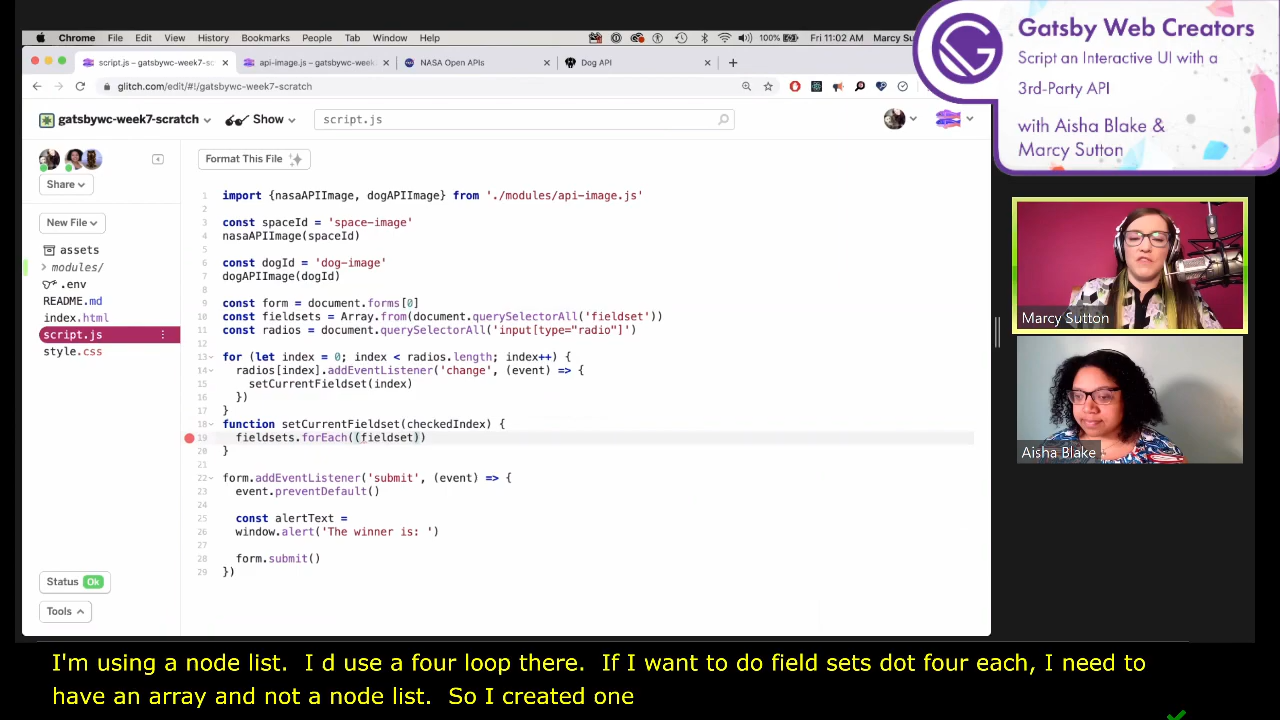 Chrome File Edit View History Bookmarks People Tab Window Help 100% Fri 11:02 AM Marcy Su
script.js – gatsbywc-week7-sc
api-image.js – gatsbywc-week7
NASA Open APIs
Dog API
glitch.com/edit/#!/gatsbywc-week7-scratch
gatsbywc-week7-scratch
Show
script.js
Share
Format This File
New File
assets
modules/
.env
README.md
index.html
script.js
style.css
Status Ok
Tools
1 import {nasaAPIImage, dogAPIImage} from './modules/api-image.js'
2
3 const spaceId = 'space-image'
4 nasaAPIImage(spaceId)
5
6 const dogId = 'dog-image'
7 dogAPIImage(dogId)
8
9 const form = document.forms[0]
10 const fieldsets = Array.from(document.querySelectorAll('fieldset'))
11 const radios = document.querySelectorAll('input[type="radio"]')
12
13 for (let index = 0; index < radios.length; index++) {
14 radios[index].addEventListener('change', (event) => {
15 setCurrentFieldset(index)
16 })
17 }
18 function setCurrentFieldset(checkedIndex) {
19 fieldsets.forEach((fieldset))
20 }
21
22 form.addEventListener('submit', (event) => {
23 event.preventDefault()
24
25 const alertText =
26 window.alert('The winner is: ')
27
28 form.submit()
29 })
Gatsby Web Creators
Script an Interactive UI with a
3rd-Party API
with Aisha Blake &
Marcy Sutton
Marcy Sutton
Aisha Blake
I'm using a node list. I d use a four loop there. If I want to do field sets dot four each, I need to
have an array and not a node list. So I created one